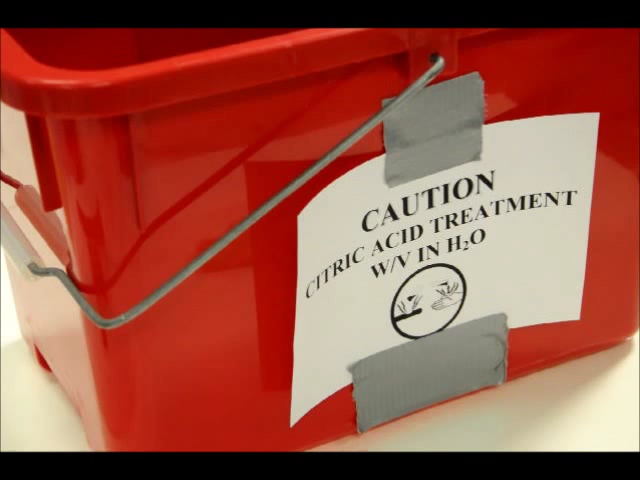 CAUTION
CITRIC ACID TREATMENT
W/V IN H₂O